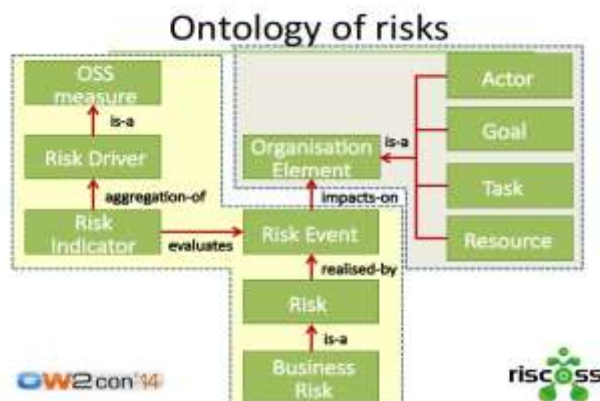 Ontology of risks
OSS
measure
is-a
Risk Driver
aggregation-of
Risk
Indicator
evaluates
Risk Event
Organisation
Element
impacts-on
is-a
Actor
Goal
Task
Resource
realised-by
Risk
is-a
Business
Risk
OW2con'14
riscoss